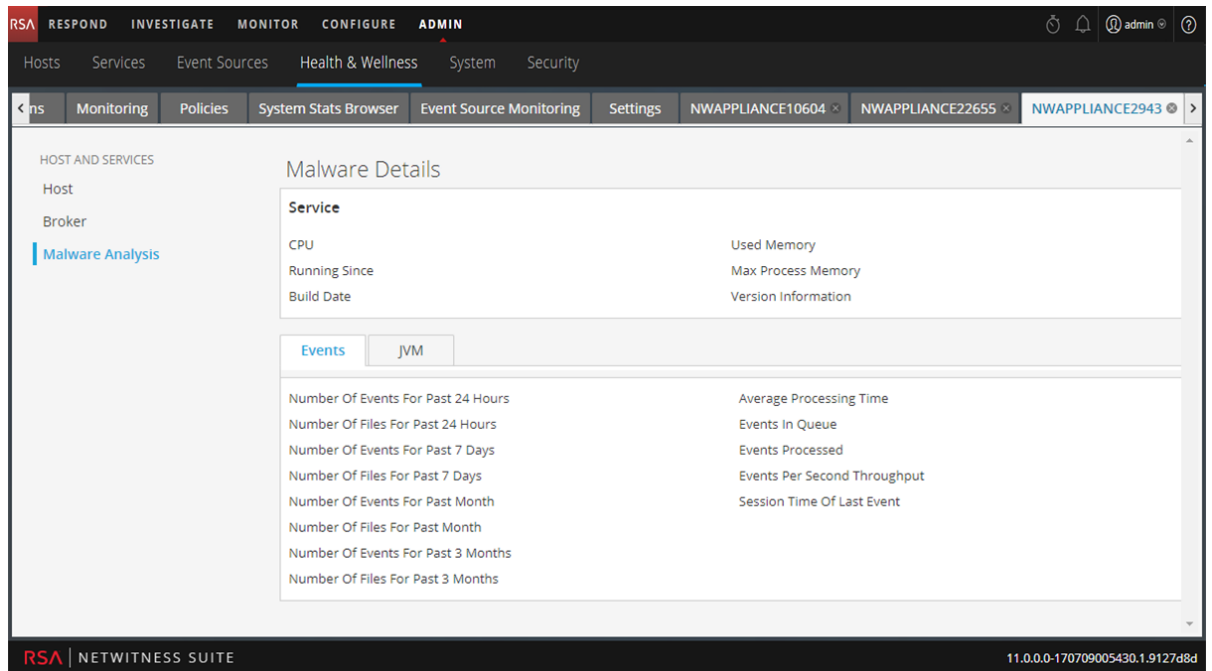 RSA RESPOND INVESTIGATE MONITOR CONFIGURE ADMIN admin ?
Hosts Services Event Sources Health & Wellness System Security
ns Monitoring Policies System Stats Browser Event Source Monitoring Settings NWAPPLIANCE10604 NWAPPLIANCE22655 NWAPPLIANCE2943
HOST AND SERVICES
Host
Broker
Malware Analysis
Malware Details
Service
CPU Used Memory
Running Since Max Process Memory
Build Date Version Information
Events JVM
Number Of Events For Past 24 Hours Average Processing Time
Number Of Files For Past 24 Hours Events In Queue
Number Of Events For Past 7 Days Events Processed
Number Of Files For Past 7 Days Events Per Second Throughput
Number Of Events For Past Month Session Time Of Last Event
Number Of Files For Past Month
Number Of Events For Past 3 Months
Number Of Files For Past 3 Months
RSA | NETWITNESS SUITE 11.0.0.0-170709005430.1.9127d8d